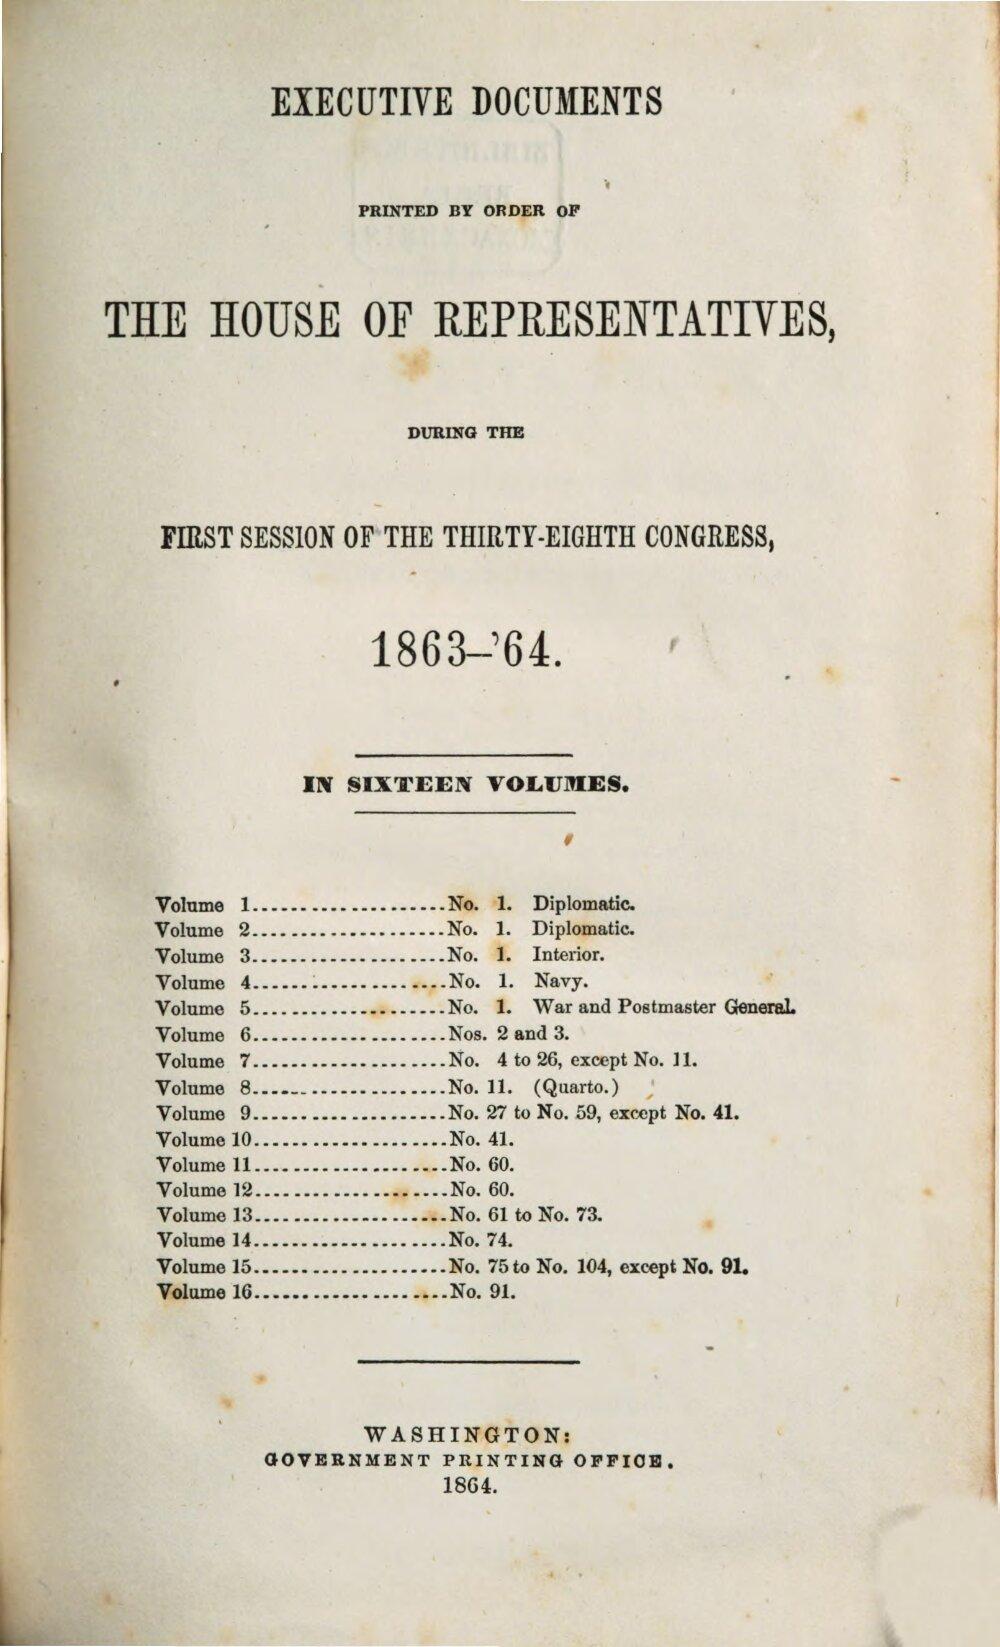 EXECUTIVE DOCUMENTS
PRINTED BY ORDER OF
THE HOUSE OF REPRESENTATIVES,
DURING THE
FIRST SESSION OF THE THIRTY-EIGHTH CONGRESS,
1863–'64.
IN SIXTEEN VOLUMES.
Volume 1.....................No. 1. Diplomatic.
Volume 2.....................No. 1. Diplomatic.
Volume 3.....................No. 1. Interior.
Volume 4.....................No. 1. Navy.
Volume 5.....................No. 1. War and Postmaster General.
Volume 6.....................Nos. 2 and 3.
Volume 7.....................No. 4 to 26, except No. 11.
Volume 8.....................No. 11. (Quarto.)
Volume 9.....................No. 27 to No. 59, except No. 41.
Volume 10.....................No. 41.
Volume 11.....................No. 60.
Volume 12.....................No. 60.
Volume 13.....................No. 61 to No. 73.
Volume 14.....................No. 74.
Volume 15.....................No. 75 to No. 104, except No. 91.
Volume 16.....................No. 91.
WASHINGTON:
GOVERNMENT PRINTING OFFICE.
1864.